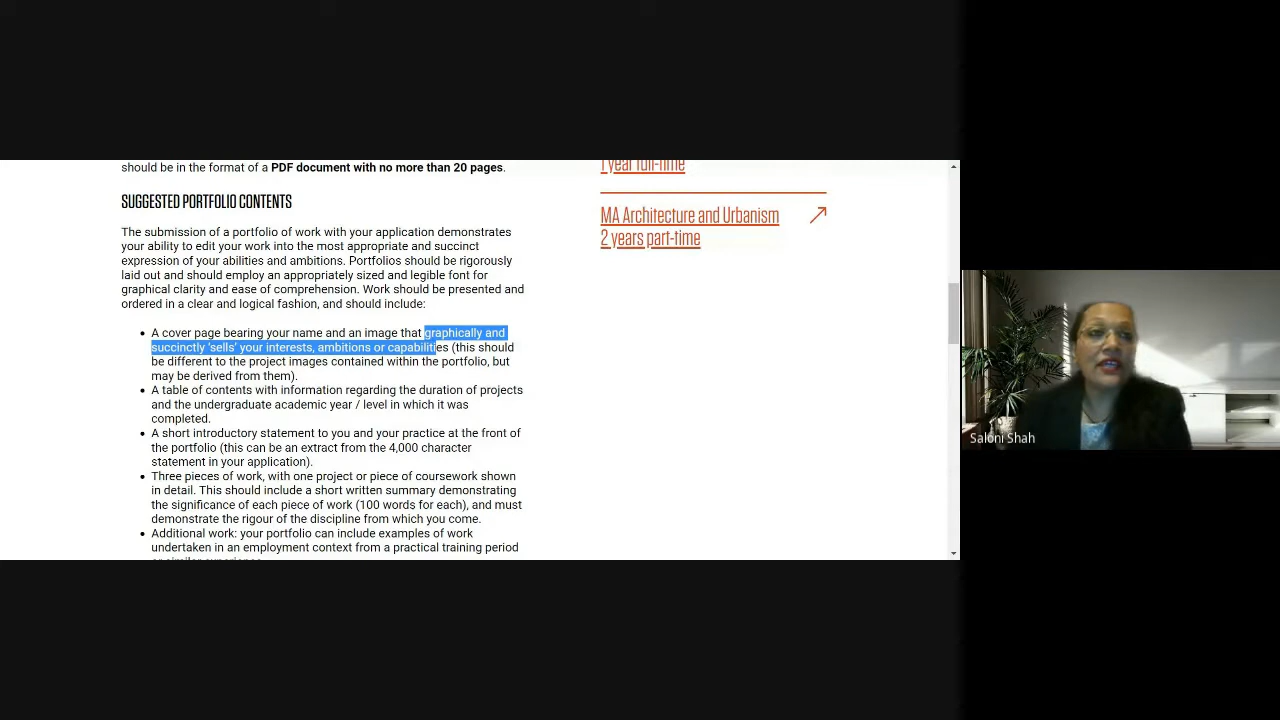 should be in the format of a PDF document with no more than 20 pages.
SUGGESTED PORTFOLIO CONTENTS
The submission of a portfolio of work with your application demonstrates
your ability to edit your work into the most appropriate and succinct
expression of your abilities and ambitions. Portfolios should be rigorously
laid out and should employ an appropriately sized and legible font for
graphical clarity and ease of comprehension. Work should be presented and
ordered in a clear and logical fashion, and should include:
• A cover page bearing your name and an image that graphically and
succinctly 'sells' your interests, ambitions or capabilities (this should
be different to the project images contained within the portfolio, but
may be derived from them).
• A table of contents with information regarding the duration of projects
and the undergraduate academic year / level in which it was
completed.
• A short introductory statement to you and your practice at the front of
the portfolio (this can be an extract from the 4,000 character
statement in your application).
• Three pieces of work, with one project or piece of coursework shown
in detail. This should include a short written summary demonstrating
the significance of each piece of work (100 words for each), and must
demonstrate the rigour of the discipline from which you come.
• Additional work: your portfolio can include examples of work
undertaken in an employment context from a practical training period
1 year full-time
MA Architecture and Urbanism
2 years part-time
Saloni Shah